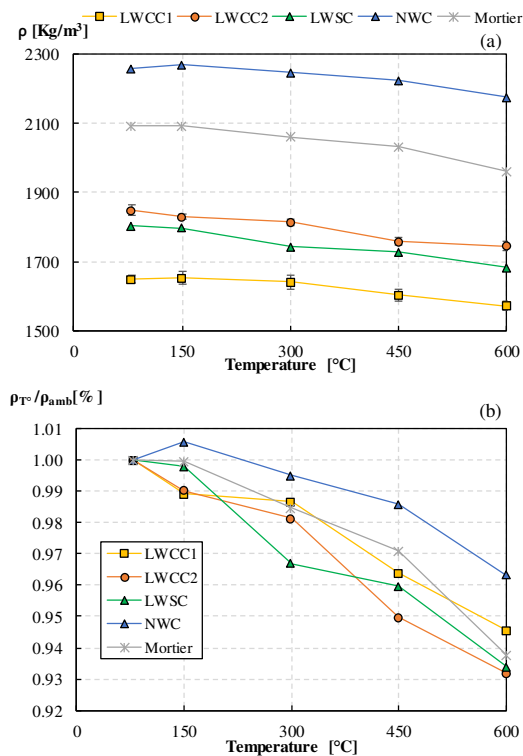 LWCC1 LWCC2 LWSC NWC Mortier
ρ [Kg/m³]
(a)
2300
2100
1900
1700
1500
0 150 300 450 600
Temperature [°C]
ρT°/ρamb[%]
(b)
1.01
1.00
0.99
0.98
0.97
0.96
0.95
0.94
0.93
0.92
LWCC1
LWCC2
LWSC
NWC
Mortier
0 150 300 450 600
Temperature [°C]